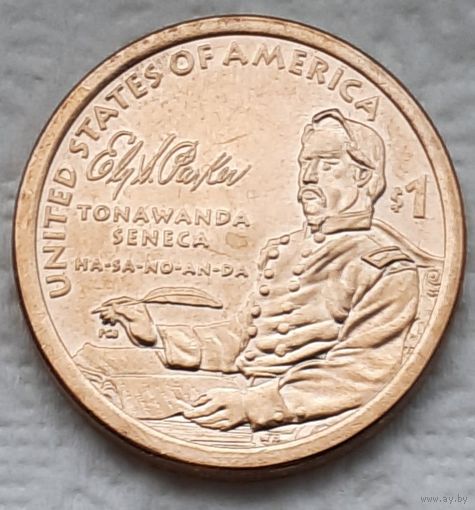 UNITED STATES OF AMERICA
Ely S. Parker
TONAWANDA
SENECA
HA-SA-NO-AN-DA
$1
www.ay.by